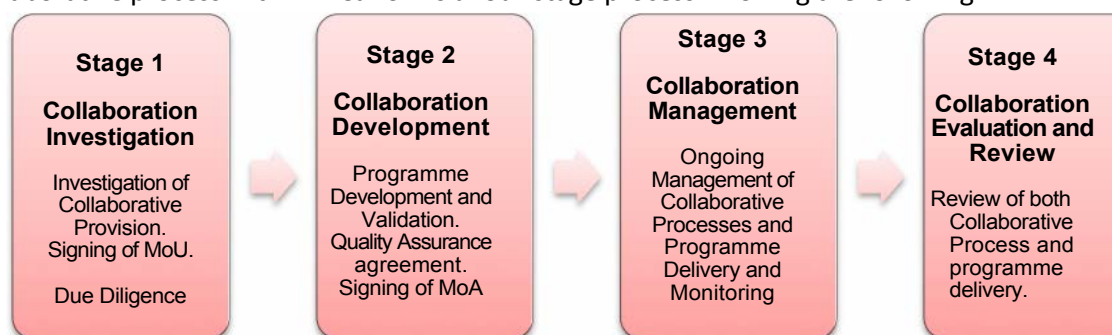 Stage 1
Collaboration
Investigation
Investigation of
Collaborative
Provision.
Signing of MoU.
Due Diligence
Stage 2
Collaboration
Development
Programme
Development and
Validation.
Quality Assurance
agreement.
Signing of MoA
Stage 3
Collaboration
Management
Ongoing
Management of
Collaborative
Processes and
Programme
Delivery and
Monitoring
Stage 4
Collaboration
Evaluation and
Review
Review of both
Collaborative
Process and
programme
delivery.